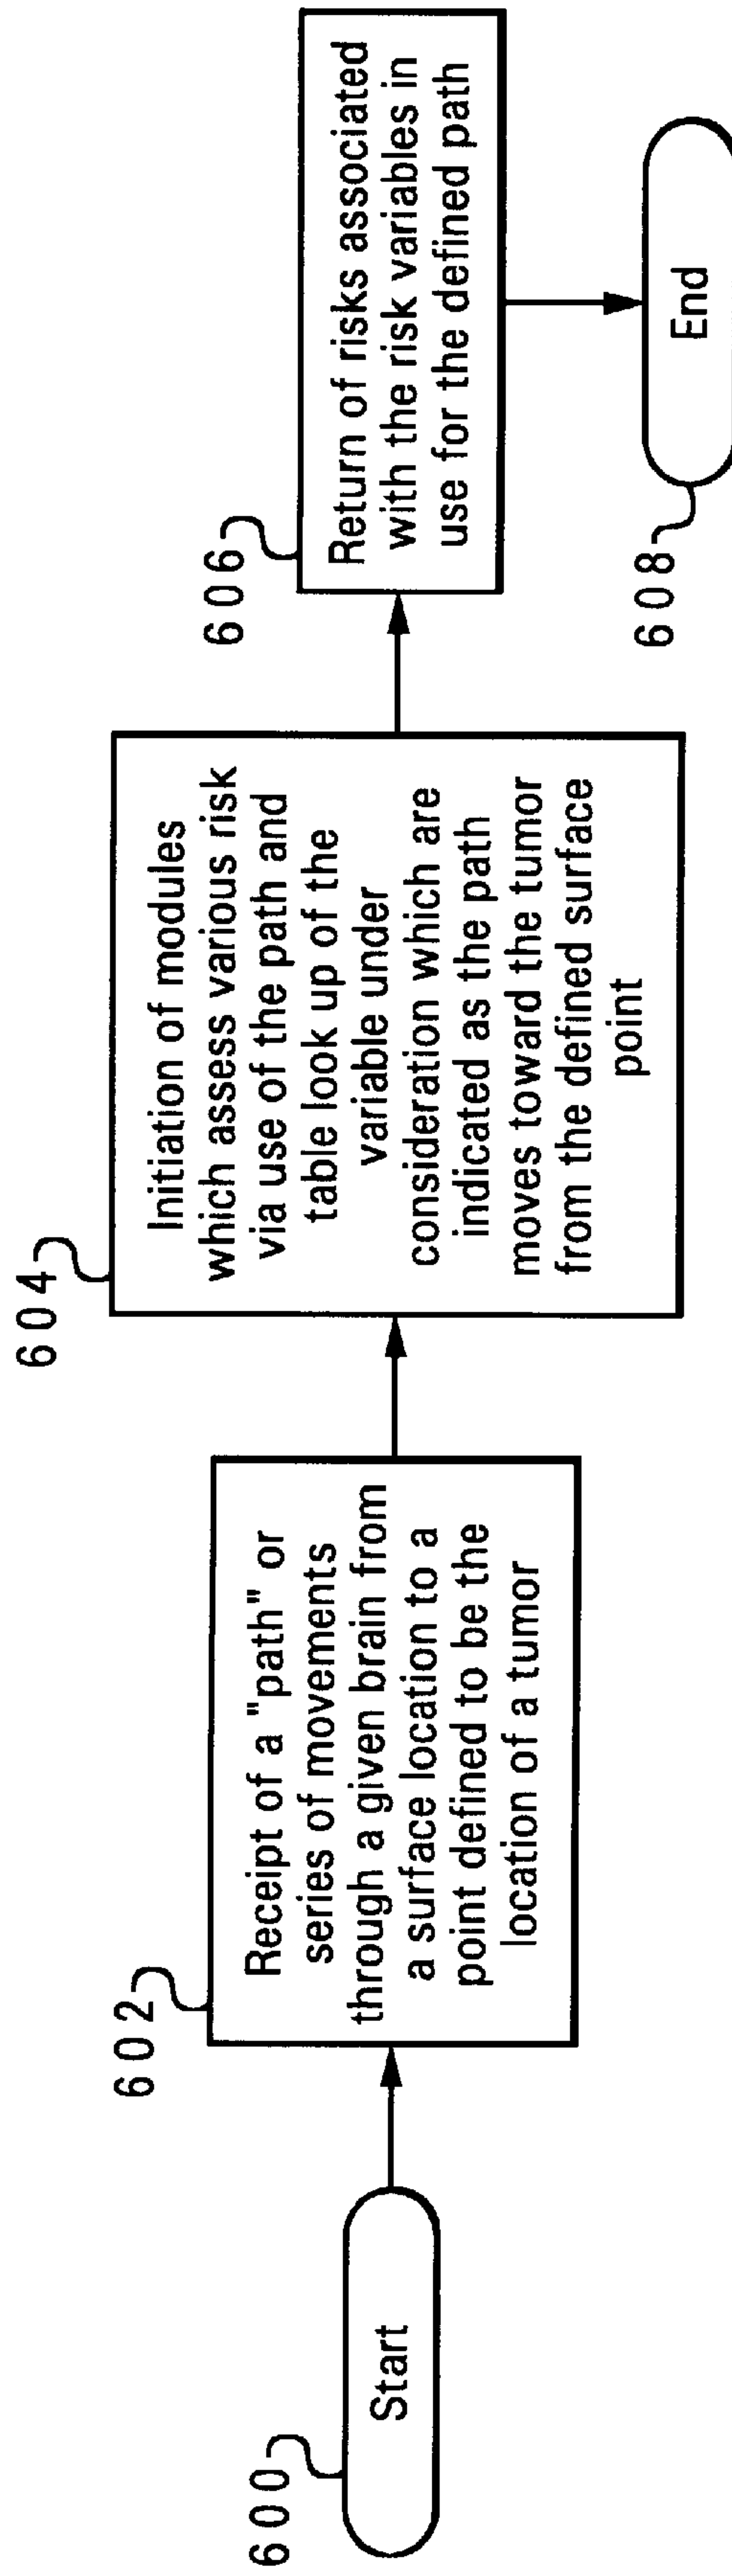 600
Start
602
Receipt of a "path" or
series of movements
through a given brain from
a surface location to a
point defined to be the
location of a tumor
604
Initiation of modules
which assess various risk
via use of the path and
table look up of the
variable under
consideration which are
indicated as the path
moves toward the tumor
from the defined surface
point
606
Return of risks associated
with the risk variables in
use for the defined path
608
End